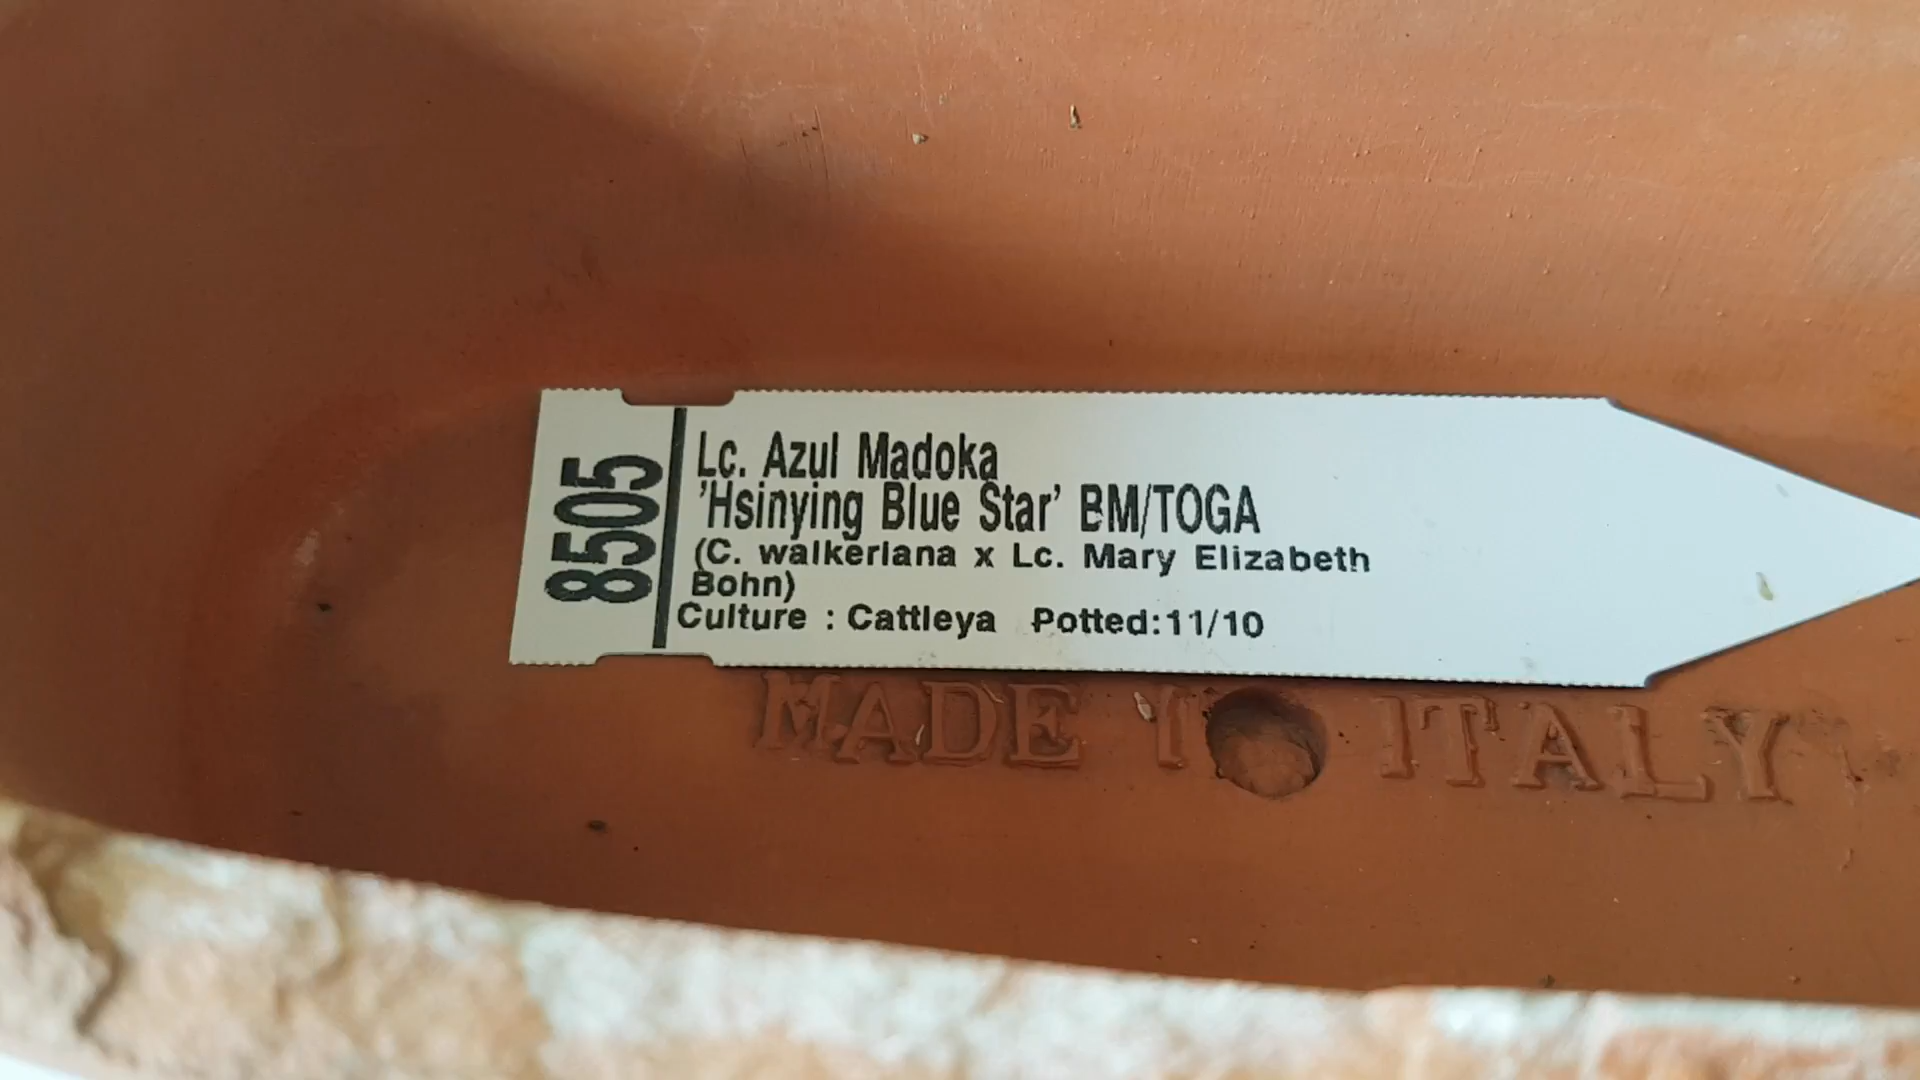 8505
Lc. Azul Madoka
'Hsinying Blue Star' BM/TOGA
(C. walkeriana x Lc. Mary Elizabeth
Bohn)
Culture : Cattleya Potted:11/10
MADE I ITALY